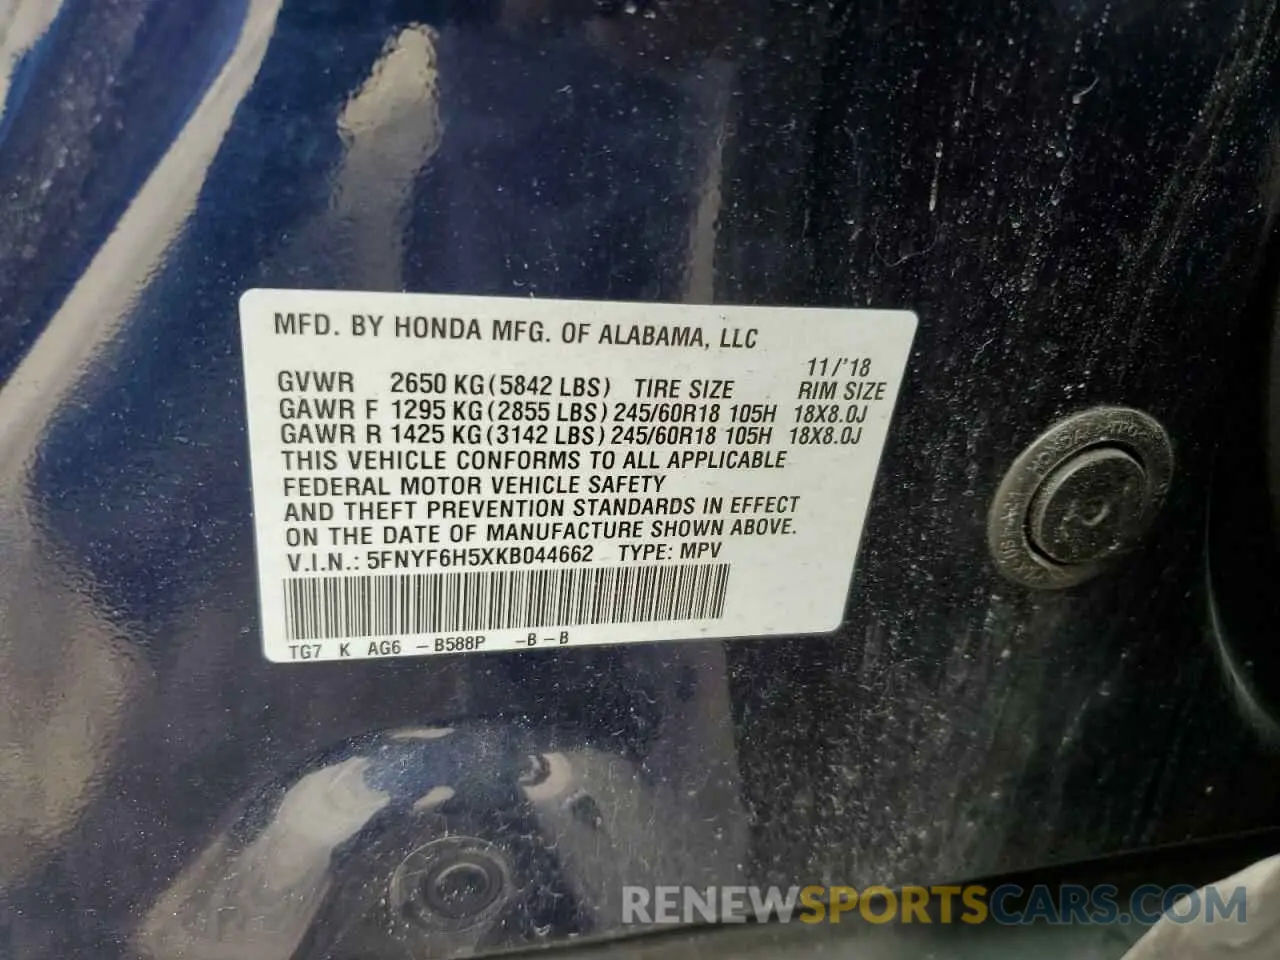 MFD. BY HONDA MFG. OF ALABAMA, LLC
11/'18
GVWR 2650 KG(5842 LBS) TIRE SIZE RIM SIZE
GAWR F 1295 KG(2855 LBS) 245/60R18 105H 18X8.0J
GAWR R 1425 KG(3142 LBS) 245/60R18 105H 18X8.0J
THIS VEHICLE CONFORMS TO ALL APPLICABLE
FEDERAL MOTOR VEHICLE SAFETY
AND THEFT PREVENTION STANDARDS IN EFFECT
ON THE DATE OF MANUFACTURE SHOWN ABOVE.
V.I.N.: 5FNYF6H5XKB044662 TYPE: MPV
TG7 K AG6 -B588P -B-B
HONDA
RENEWSPORTSCARS.COM